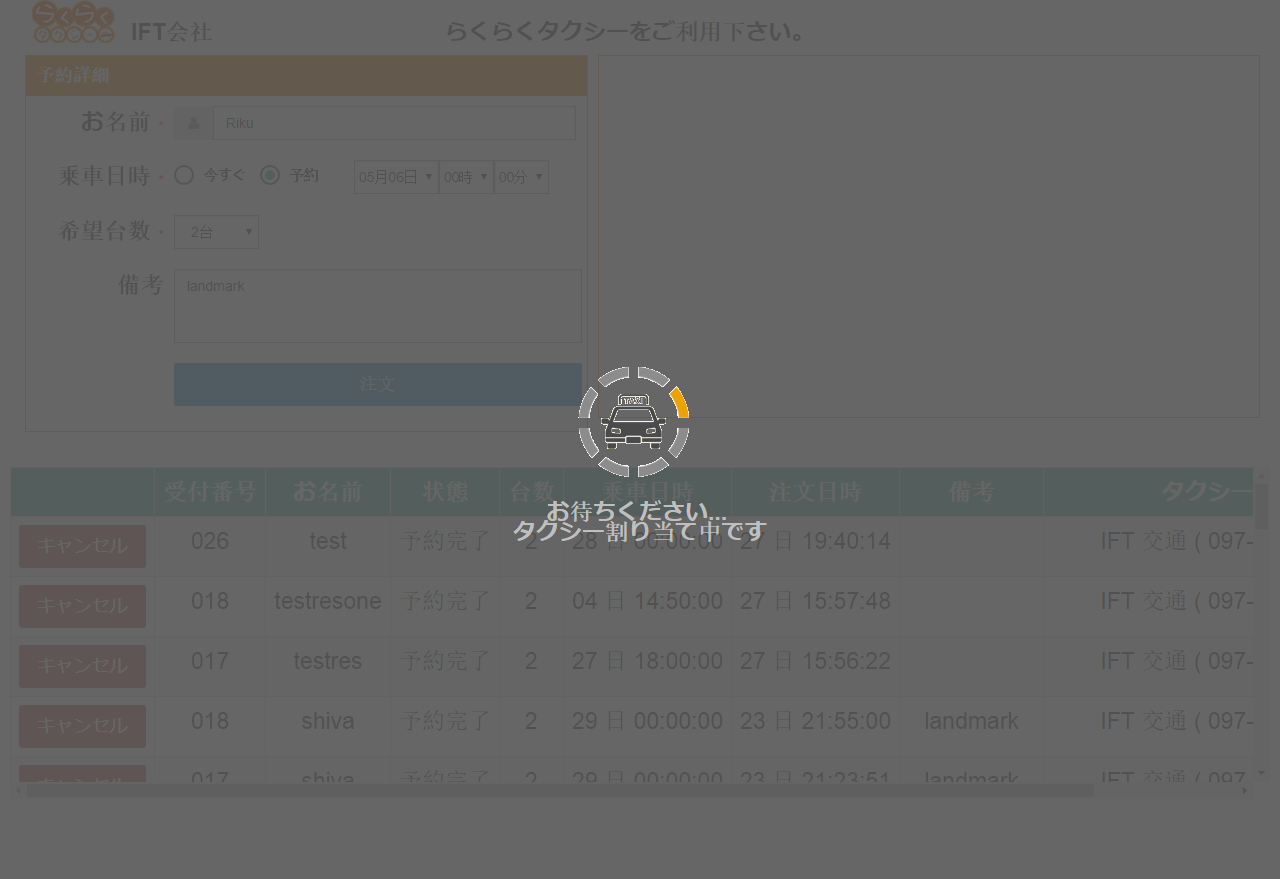 らくらく
IFT会社
らくらくタクシーをご利用下さい。
予約詳細
お名前 * Riku
乗車日時 * 今すぐ 予約 05月06日 00時 00分
希望台数 * 2台
備考 landmark
注文
TAXI
お待ちください...
タクシー割り当て中です
受付番号 お名前 状態 台数 乗車日時 注文日時 備考 タクシー
キャンセル 026 test 予約完了 2 28 日 00:00:00 27 日 19:40:14 IFT 交通 ( 097-
キャンセル 018 testresone 予約完了 2 04 日 14:50:00 27 日 15:57:48 IFT 交通 ( 097-
キャンセル 017 testres 予約完了 2 27 日 18:00:00 27 日 15:56:22 IFT 交通 ( 097-
キャンセル 018 shiva 予約完了 2 29 日 00:00:00 23 日 21:55:00 landmark IFT 交通 ( 097-
キャンセル 017 shiva 予約完了 2 29 日 00:00:00 23 日 21:23:51 landmark IFT 交通 ( 097-